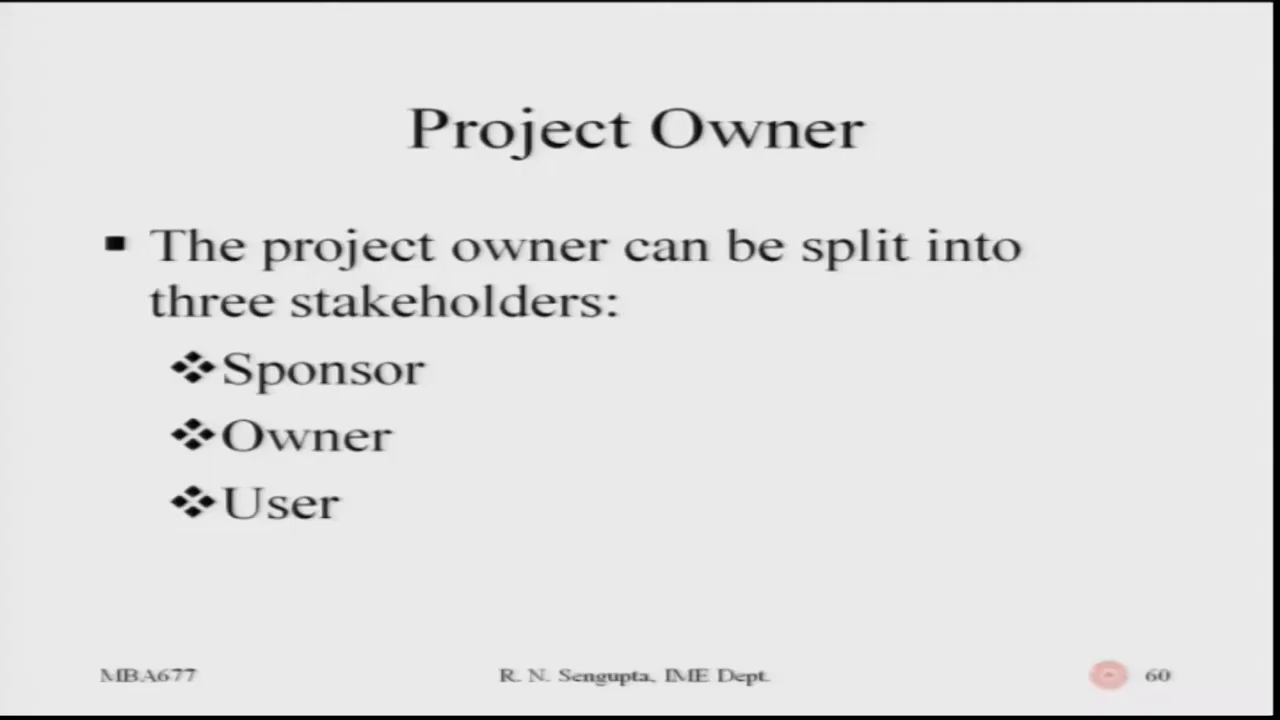 Project Owner
The project owner can be split into
three stakeholders:
Sponsor
Owner
User
MBA677
R. N. Sengupta, IME Dept.
60